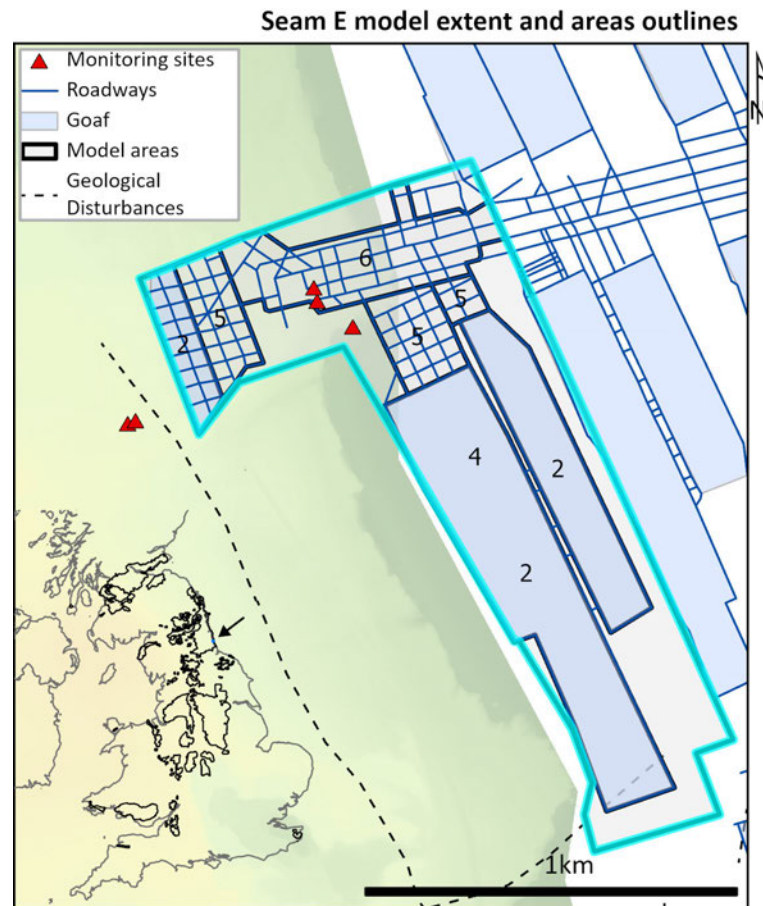 Seam E model extent and areas outlines
Monitoring sites
Roadways
Goaf
Model areas
Geological
Disturbances
N
6
5
5
2
5
4
2
2
1km